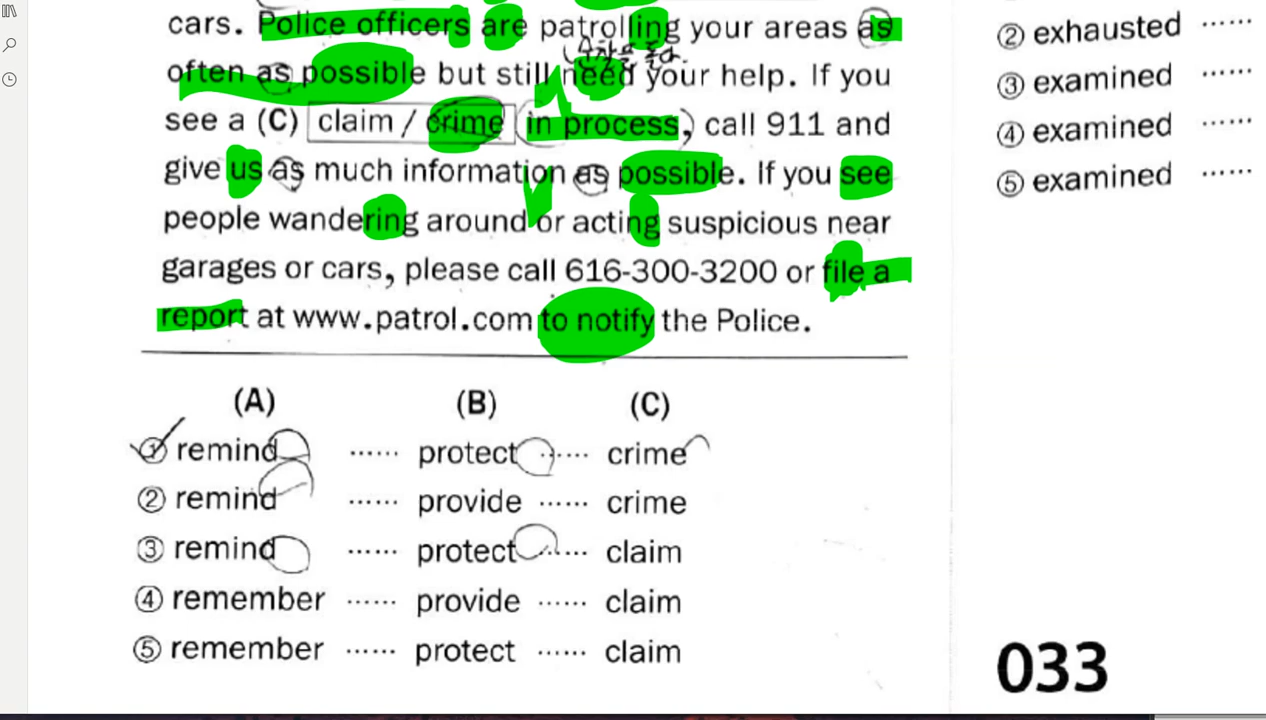 cars. Police officers are patrolling your areas as
often as possible but still need your help. If you
see a (C) claim / crime in process, call 911 and
give us as much information as possible. If you see
people wandering around or acting suspicious near
garages or cars, please call 616-300-3200 or file a
report at www.patrol.com to notify the Police.
(A) (B) (C)
① remind ...... protect ...... crime
② remind ...... provide ...... crime
③ remind ...... protect ...... claim
④ remember ...... provide ...... claim
⑤ remember ...... protect ...... claim
② exhausted ......
③ examined ......
④ examined ......
⑤ examined ......
033